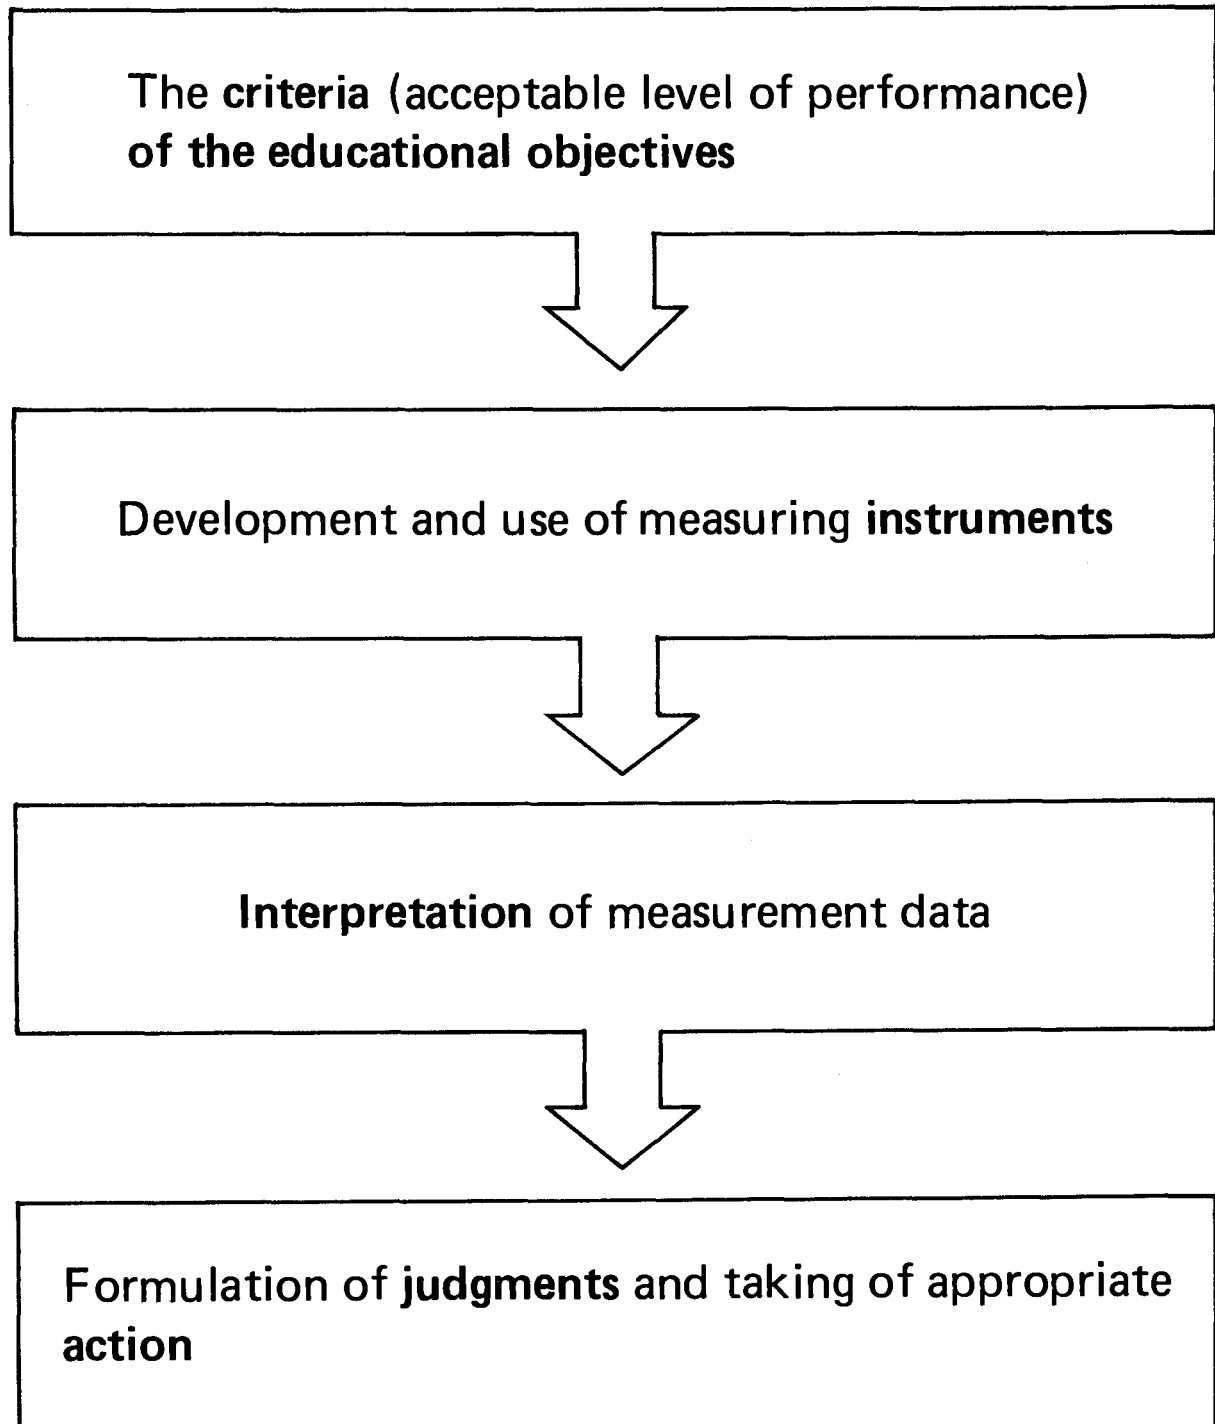 The criteria (acceptable level of performance)
of the educational objectives
Development and use of measuring instruments
Interpretation of measurement data
Formulation of judgments and taking of appropriate
action